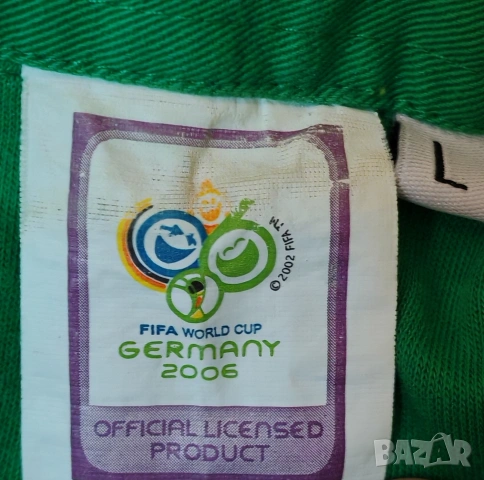 L
© 2002 FIFA TM
FIFA WORLD CUP
GERMANY
2006
OFFICIAL LICENSED
PRODUCT
BAZAR